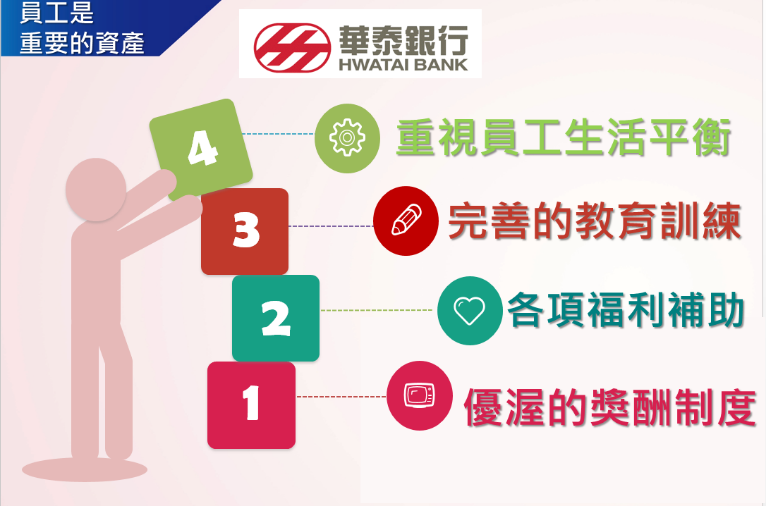 員工是
重要的資產
華泰銀行
HWATAI BANK
4
重視員工生活平衡
3
完善的教育訓練
2
各項福利補助
1
優渥的獎酬制度